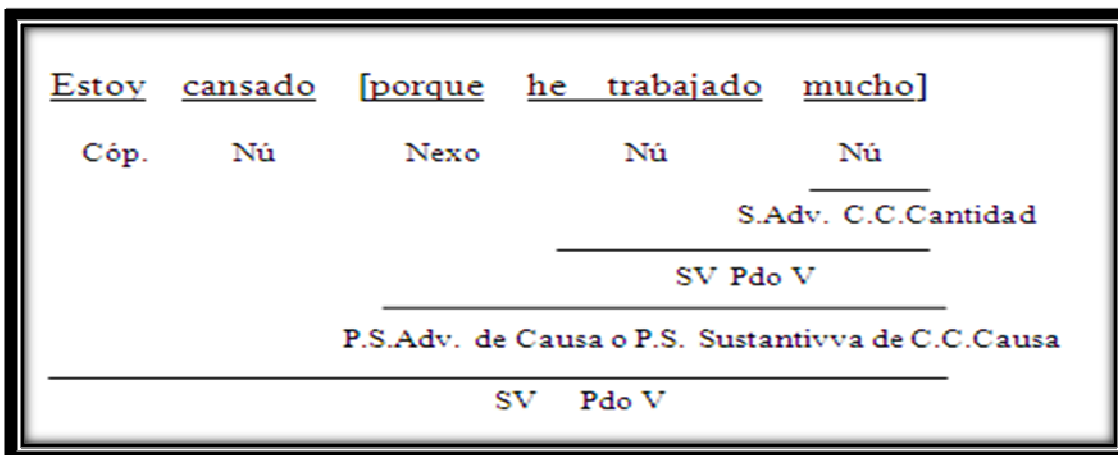 Estoy cansado [porque he trabajado mucho]
Cóp. Nú Nexo Nú Nú
S.Adv. C.C.Cantidad
SV Pdo V
P.S.Adv. de Causa o P.S. Sustantivva de C.C.Causa
SV Pdo V